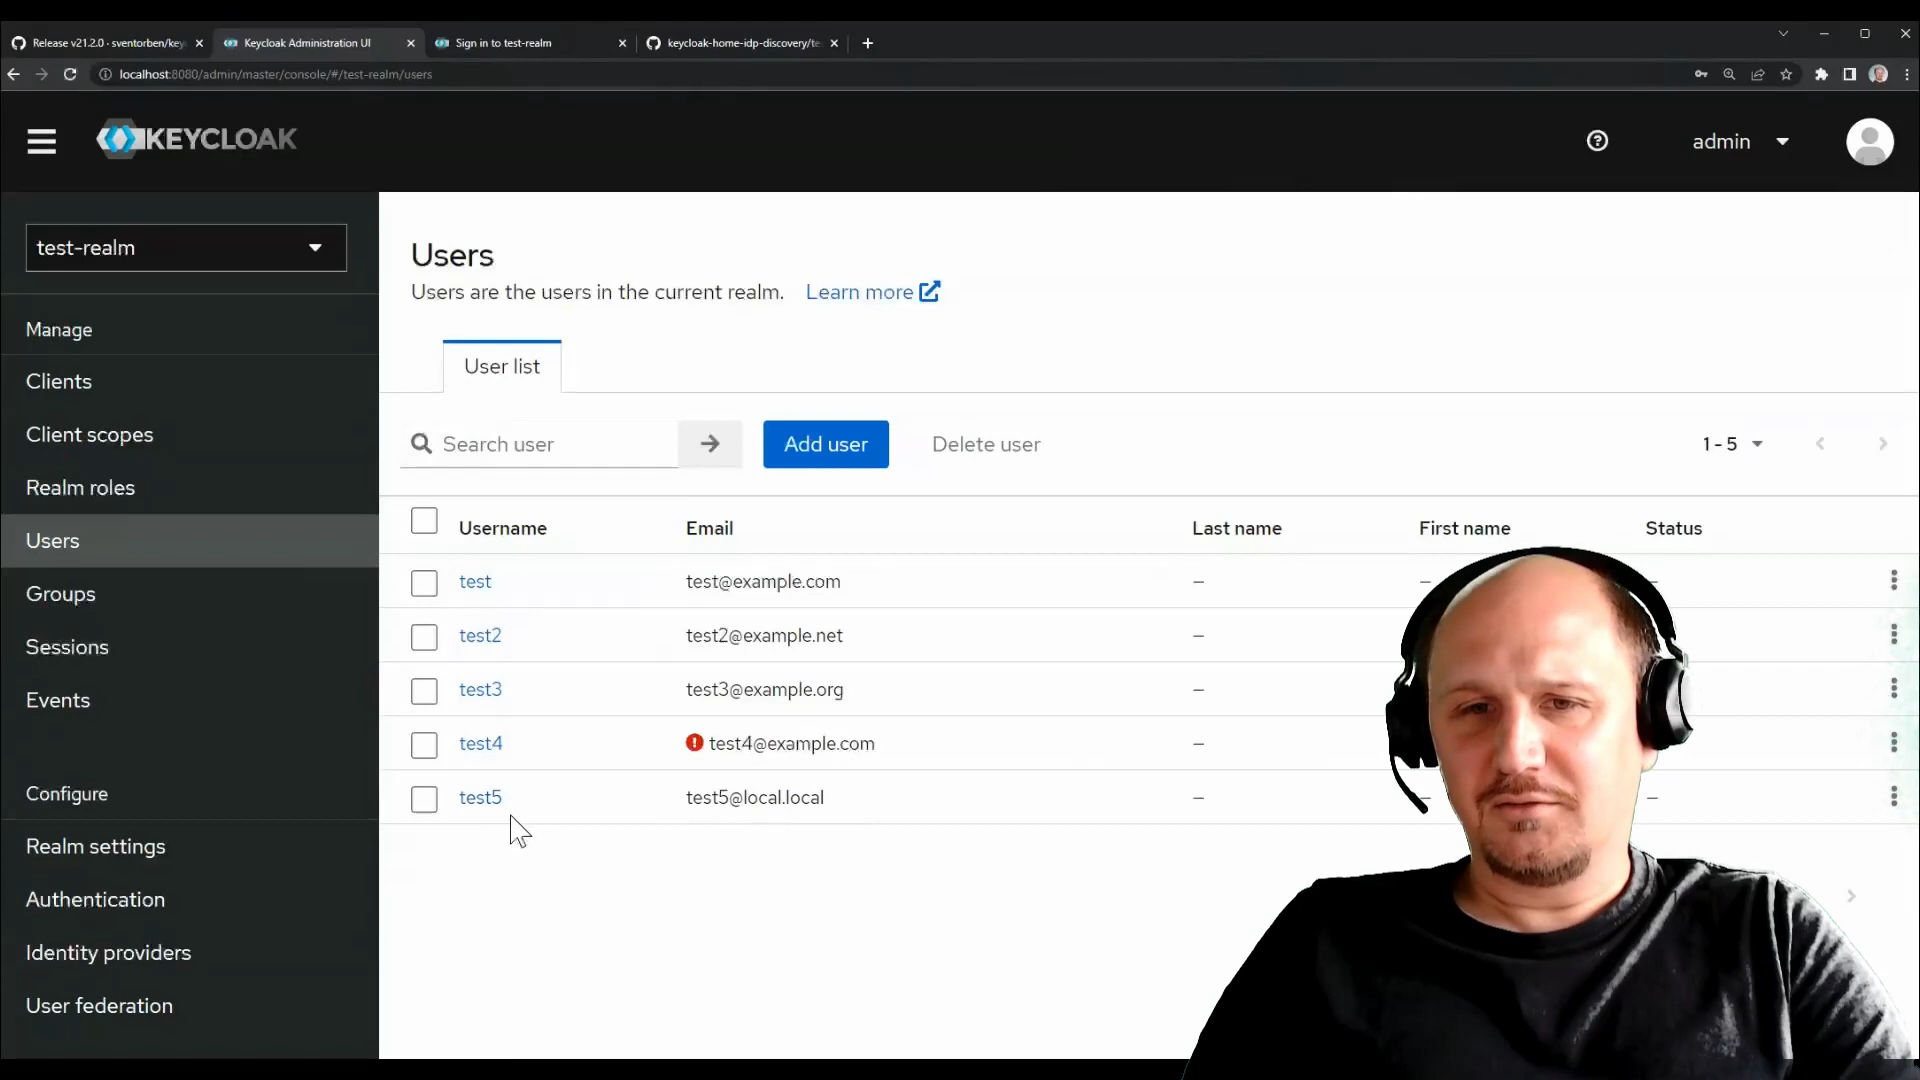 Release v21.2.0 · sventorben/key
Keycloak Administration UI
Sign in to test-realm
keycloak-home-idp-discovery/te
localhost:8080/admin/master/console/#/test-realm/users
KEYCLOAK
admin
test-realm
Manage
Clients
Client scopes
Realm roles
Users
Groups
Sessions
Events
Configure
Realm settings
Authentication
Identity providers
User federation
Users
Users are the users in the current realm. Learn more
User list
Search user
Add user
Delete user
1 - 5
Username Email Last name First name Status
test test@example.com – – –
test2 test2@example.net –
test3 test3@example.org –
test4 test4@example.com –
test5 test5@local.local – – –